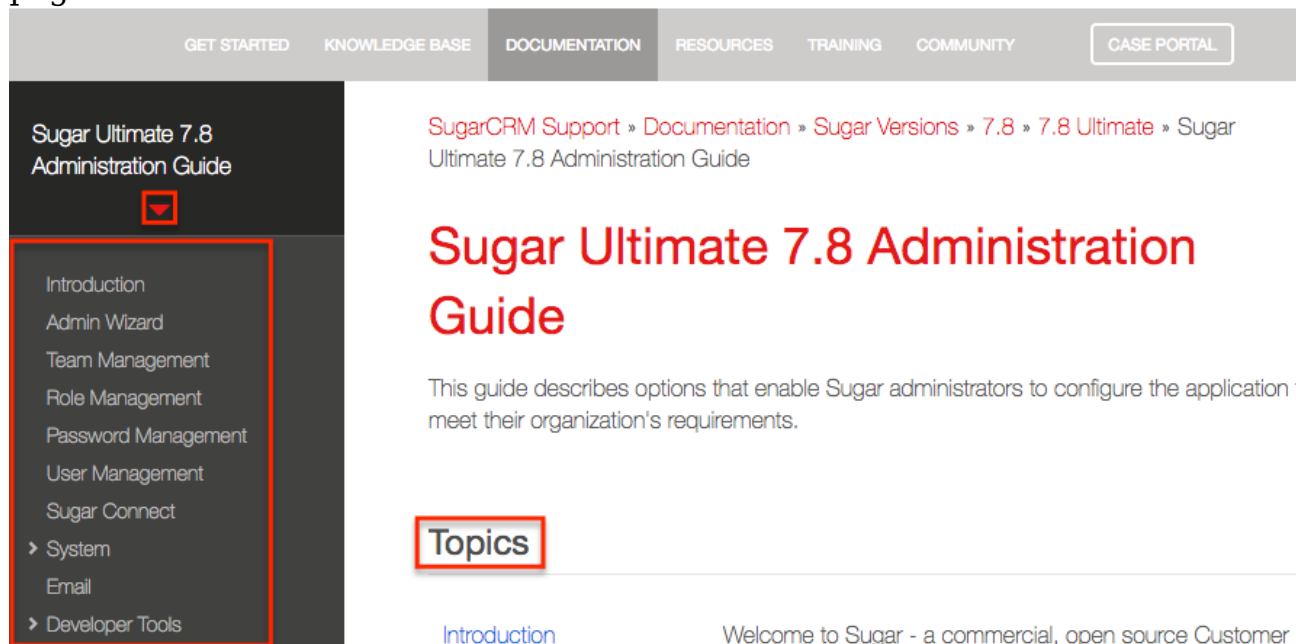 GET STARTED KNOWLEDGE BASE DOCUMENTATION RESOURCES TRAINING COMMUNITY CASE PORTAL
Sugar Ultimate 7.8
Administration Guide
Introduction
Admin Wizard
Team Management
Role Management
Password Management
User Management
Sugar Connect
System
Email
Developer Tools
SugarCRM Support » Documentation » Sugar Versions » 7.8 » 7.8 Ultimate » Sugar
Ultimate 7.8 Administration Guide
Sugar Ultimate 7.8 Administration
Guide
This guide describes options that enable Sugar administrators to configure the application
meet their organization's requirements.
Topics
Introduction Welcome to Sugar - a commercial, open source Customer